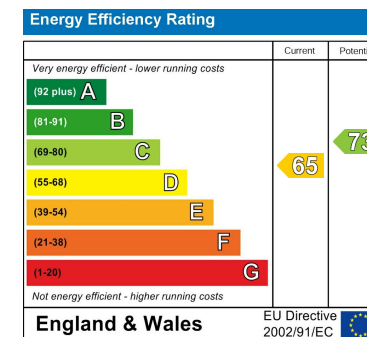 Energy Efficiency Rating
Current Potenti
Very energy efficient - lower running costs
(92 plus) A
(81-91) B
(69-80) C
73
(55-68) D
65
(39-54) E
(21-38) F
(1-20) G
Not energy efficient - higher running costs
England & Wales
EU Directive
2002/91/EC